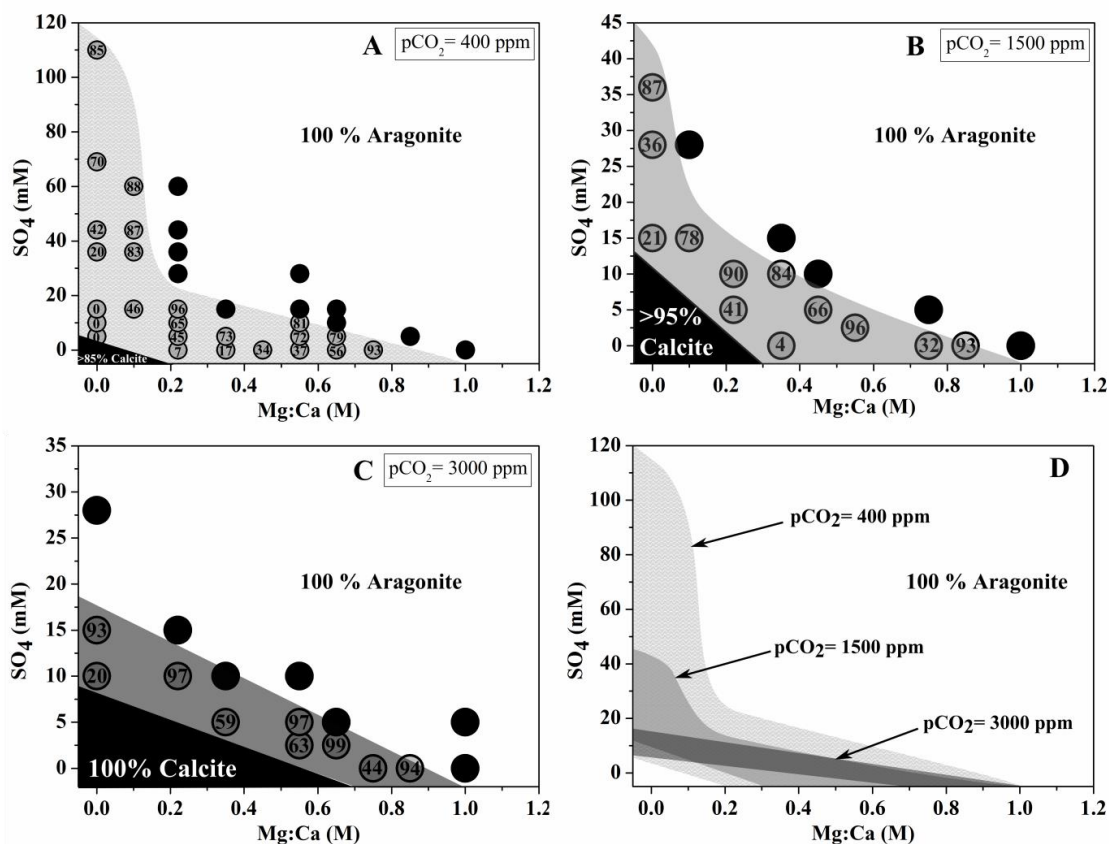 A
pCO2= 400 ppm
SO4 (mM)
120
100
80
60
40
20
0
85
70
88
42
87
20
83
0
46
96
0
65
81
0
45
73
72
79
7
17
34
37
56
93
100 % Aragonite
>85% Calcite
0.0 0.2 0.4 0.6 0.8 1.0 1.2
Mg:Ca (M)
B
pCO2= 1500 ppm
SO4 (mM)
45
40
35
30
25
20
15
10
5
0
87
36
21
78
90
84
41
66
96
4
32
93
100 % Aragonite
>95%
Calcite
0.0 0.2 0.4 0.6 0.8 1.0 1.2
Mg:Ca (M)
C
pCO2= 3000 ppm
SO4 (mM)
35
30
25
20
15
10
5
0
93
20
97
59
97
63
99
44
94
100 % Aragonite
100% Calcite
0.0 0.2 0.4 0.6 0.8 1.0 1.2
Mg:Ca (M)
D
SO4 (mM)
120
100
80
60
40
20
0
pCO2= 400 ppm
100 % Aragonite
pCO2= 1500 ppm
pCO2= 3000 ppm
0.0 0.2 0.4 0.6 0.8 1.0 1.2
Mg:Ca (M)